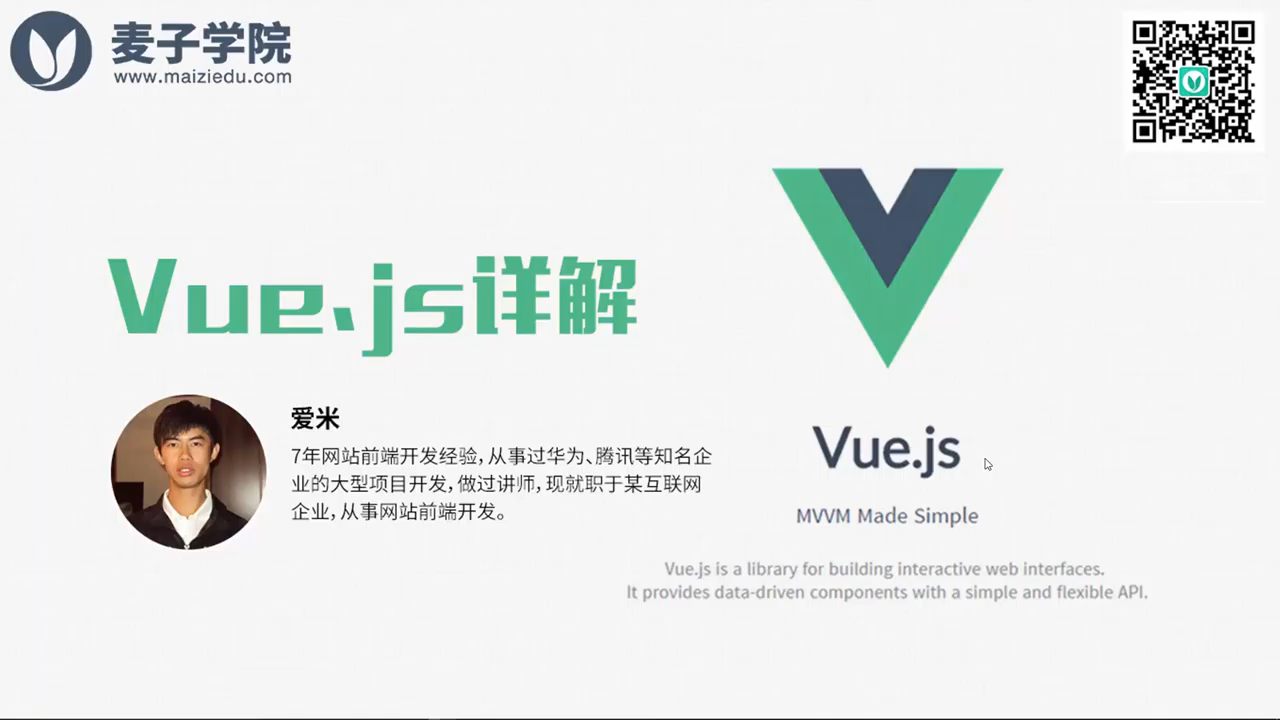 麦子学院
www.maiziedu.com
Vue.js详解
爱米
7年网站前端开发经验，从事过华为、腾讯等知名企
业的大型项目开发，做过讲师，现就职于某互联网
企业，从事网站前端开发。
Vue.js
MVVM Made Simple
Vue.js is a library for building interactive web interfaces.
It provides data-driven components with a simple and flexible API.